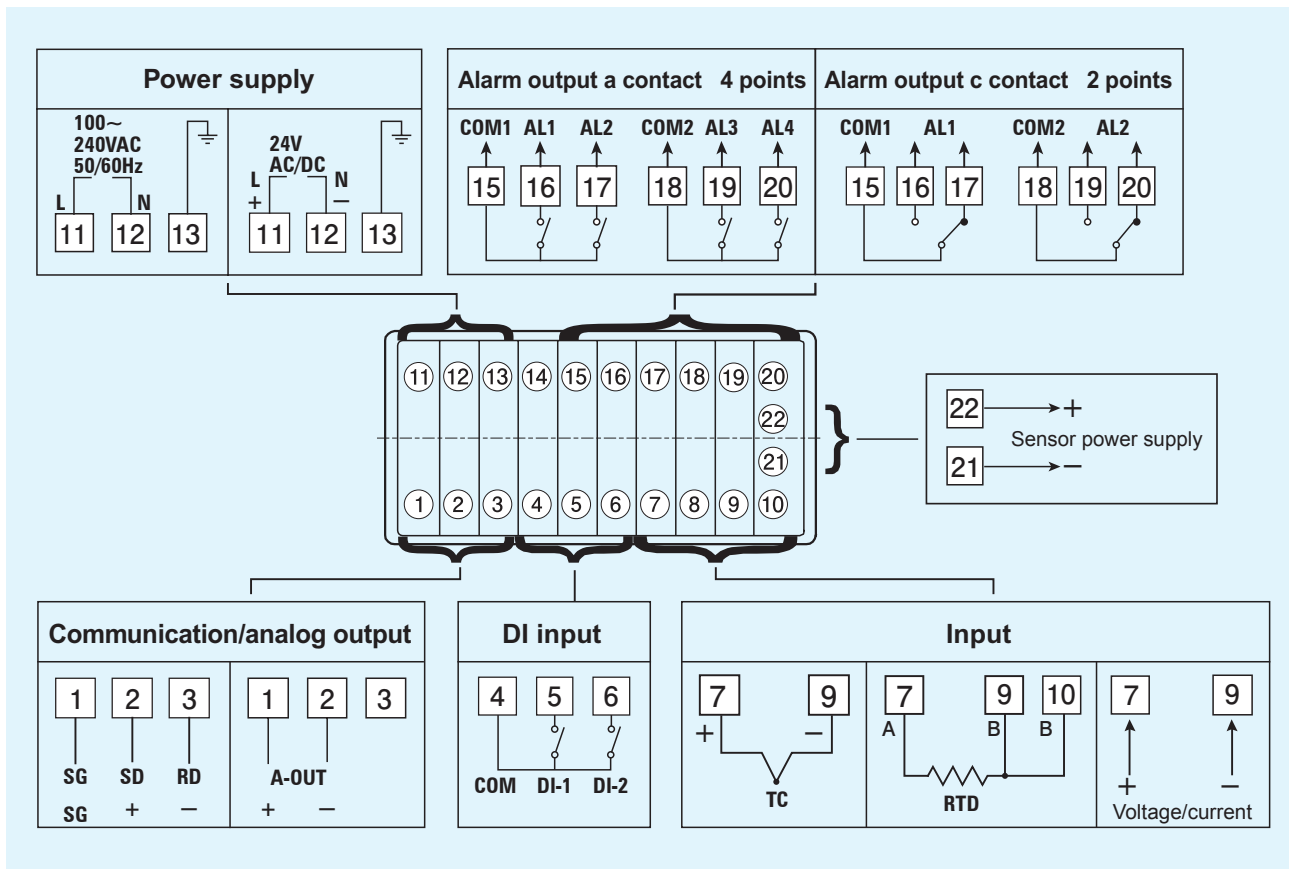 Power supply
100~
240VAC
50/60Hz
L
N
11
12
13
24V
AC/DC
L
+
N
−
11
12
13
Alarm output a contact 4 points
COM1 AL1 AL2 COM2 AL3 AL4
15 16 17 18 19 20
Alarm output c contact 2 points
COM1 AL1 COM2 AL2
15 16 17 18 19 20
11 12 13 14 15 16 17 18 19 20
22
21
1 2 3 4 5 6 7 8 9 10
22 +
Sensor power supply
21 −
Communication/analog output
1 2 3
SG SD RD
SG + −
1 2 3
A-OUT
+ −
DI input
4 5 6
COM DI-1 DI-2
Input
7 9
+ −
TC
7 9 10
A B B
RTD
7 9
+ −
Voltage/current